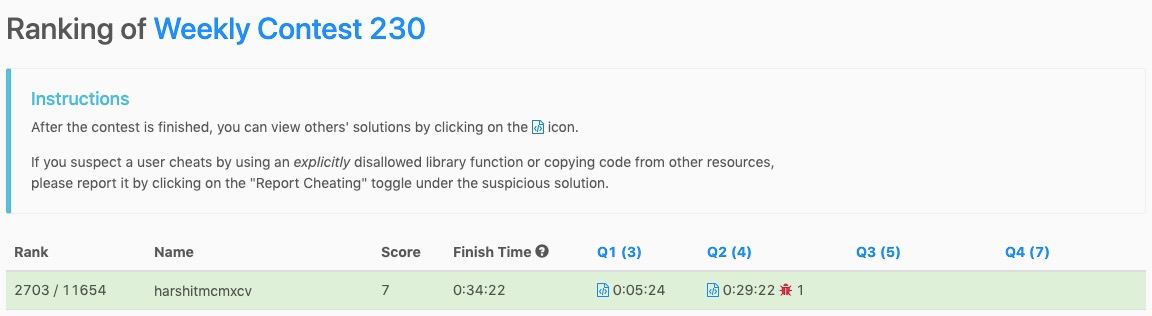 Ranking of Weekly Contest 230
Instructions
After the contest is finished, you can view others' solutions by clicking on the icon.
If you suspect a user cheats by using an explicitly disallowed library function or copying code from other resources,
please report it by clicking on the "Report Cheating" toggle under the suspicious solution.
Rank Name Score Finish Time Q1 (3) Q2 (4) Q3 (5) Q4 (7)
2703 / 11654 harshitmcmxcv 7 0:34:22 0:05:24 0:29:22 1